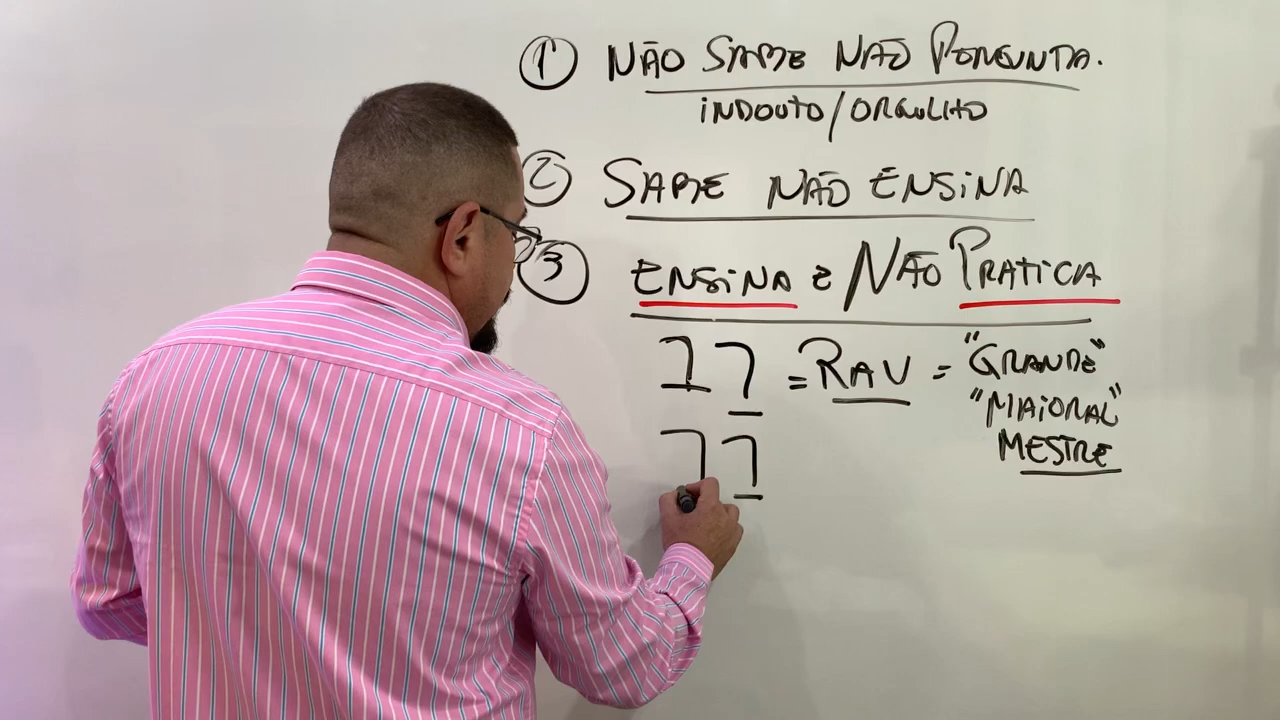 ① NÃO SABE NÃO PERGUNTA.
INDOUTO/ORGULHO
② SABE NÃO ENSINA
③ ENSINA E NÃO PRATICA
רב = RAV = "GRANDE"
"MAIORAL"
MESTRE